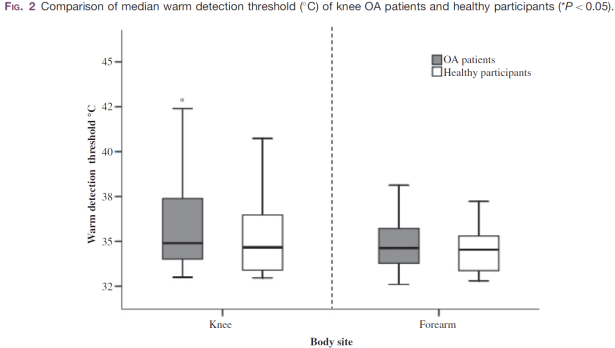 FIG. 2 Comparison of median warm detection threshold (°C) of knee OA patients and healthy participants (*P < 0.05).
OA patients
Healthy participants
45
42
*
40
38
35
32
Warm detection threshold °C
Knee
Forearm
Body site